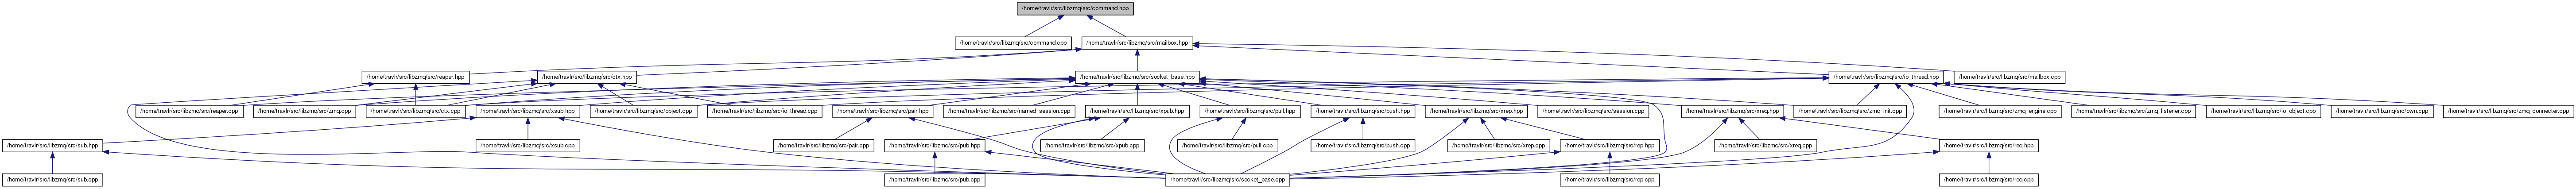 /home/travlr/src/libzmq/src/command.hpp
/home/travlr/src/libzmq/src/command.cpp
/home/travlr/src/libzmq/src/mailbox.hpp
/home/travlr/src/libzmq/src/reaper.hpp
/home/travlr/src/libzmq/src/ctx.hpp
/home/travlr/src/libzmq/src/socket_base.hpp
/home/travlr/src/libzmq/src/io_thread.hpp
/home/travlr/src/libzmq/src/mailbox.cpp
/home/travlr/src/libzmq/src/reaper.cpp
/home/travlr/src/libzmq/src/zmq.cpp
/home/travlr/src/libzmq/src/ctx.cpp
/home/travlr/src/libzmq/src/xsub.hpp
/home/travlr/src/libzmq/src/object.cpp
/home/travlr/src/libzmq/src/io_thread.cpp
/home/travlr/src/libzmq/src/pair.hpp
/home/travlr/src/libzmq/src/named_session.cpp
/home/travlr/src/libzmq/src/xpub.hpp
/home/travlr/src/libzmq/src/pull.hpp
/home/travlr/src/libzmq/src/push.hpp
/home/travlr/src/libzmq/src/xrep.hpp
/home/travlr/src/libzmq/src/session.cpp
/home/travlr/src/libzmq/src/xreq.hpp
/home/travlr/src/libzmq/src/zmq_init.cpp
/home/travlr/src/libzmq/src/zmq_engine.cpp
/home/travlr/src/libzmq/src/zmq_listener.cpp
/home/travlr/src/libzmq/src/io_object.cpp
/home/travlr/src/libzmq/src/own.cpp
/home/travlr/src/libzmq/src/zmq_connecter.cpp
/home/travlr/src/libzmq/src/sub.hpp
/home/travlr/src/libzmq/src/xsub.cpp
/home/travlr/src/libzmq/src/pair.cpp
/home/travlr/src/libzmq/src/pub.hpp
/home/travlr/src/libzmq/src/xpub.cpp
/home/travlr/src/libzmq/src/pull.cpp
/home/travlr/src/libzmq/src/push.cpp
/home/travlr/src/libzmq/src/xrep.cpp
/home/travlr/src/libzmq/src/rep.hpp
/home/travlr/src/libzmq/src/xreq.cpp
/home/travlr/src/libzmq/src/req.hpp
/home/travlr/src/libzmq/src/sub.cpp
/home/travlr/src/libzmq/src/pub.cpp
/home/travlr/src/libzmq/src/socket_base.cpp
/home/travlr/src/libzmq/src/rep.cpp
/home/travlr/src/libzmq/src/req.cpp